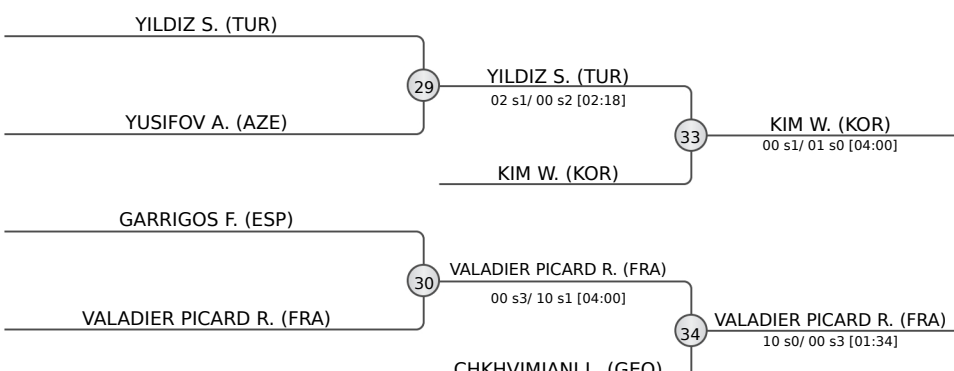 YILDIZ S. (TUR)
29
YILDIZ S. (TUR)
02 s1/ 00 s2 [02:18]
YUSIFOV A. (AZE)
33
KIM W. (KOR)
00 s1/ 01 s0 [04:00]
KIM W. (KOR)
GARRIGOS F. (ESP)
30
VALADIER PICARD R. (FRA)
00 s3/ 10 s1 [04:00]
VALADIER PICARD R. (FRA)
34
VALADIER PICARD R. (FRA)
10 s0/ 00 s3 [01:34]
CHKHVIMIANI L. (GEO)